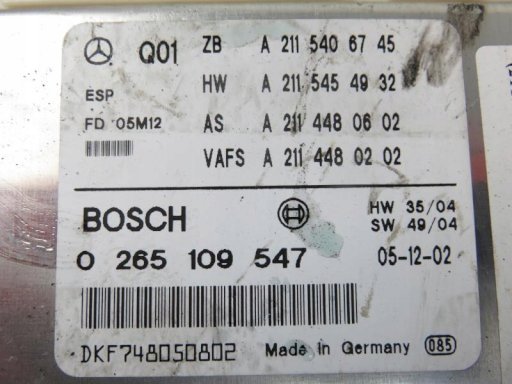 Q01 ZB A 211 540 67 45
HW A 211 545 49 32
ESP
FD 05M12 AS A 211 448 06 02
VAFS A 211 448 02 02
BOSCH HW 35/04
SW 49/04
0 265 109 547 05-12-02
DKF748050802 Made in Germany 085